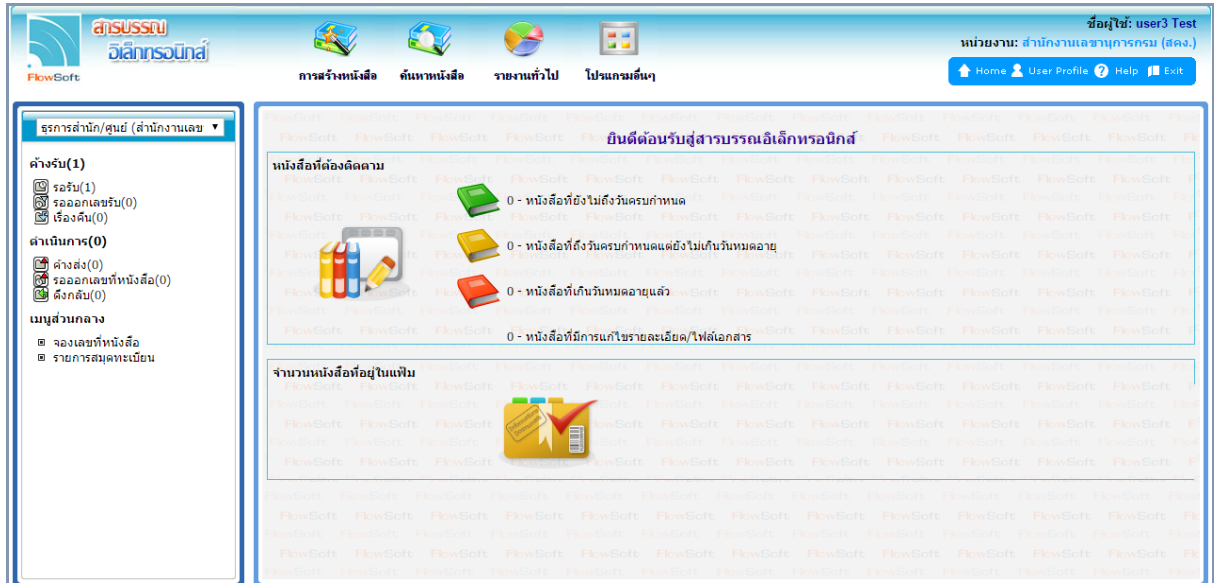 สารบรรณ
อิเล็กทรอนิกส์
FlowSoft
การสร้างหนังสือ
ค้นหาหนังสือ
รายงานทั่วไป
โปรแกรมอื่นๆ
ชื่อผู้ใช้: user3 Test
หน่วยงาน: สำนักงานเลขานุการกรม (สคง.)
Home User Profile Help Exit
ธุรการสำนัก/ศูนย์ (สำนักงานเลข
ค้างรับ(1)
รอรับ(1)
รอออกเลขรับ(0)
เรื่องคืน(0)
ดำเนินการ(0)
ค้างส่ง(0)
รอออกเลขที่หนังสือ(0)
ดึงกลับ(0)
เมนูส่วนกลาง
จองเลขที่หนังสือ
รายการสมุดทะเบียน
ยินดีต้อนรับสู่สารบรรณอิเล็กทรอนิกส์
หนังสือที่ต้องติดตาม
0 - หนังสือที่ยังไม่ถึงวันครบกำหนด
0 - หนังสือที่ถึงวันครบกำหนดแต่ยังไม่เกินวันหมดอายุ
0 - หนังสือที่เกินวันหมดอายุแล้ว
0 - หนังสือที่มีการแก้ไขรายละเอียด/ไฟล์เอกสาร
จำนวนหนังสือที่อยู่ในแฟ้ม